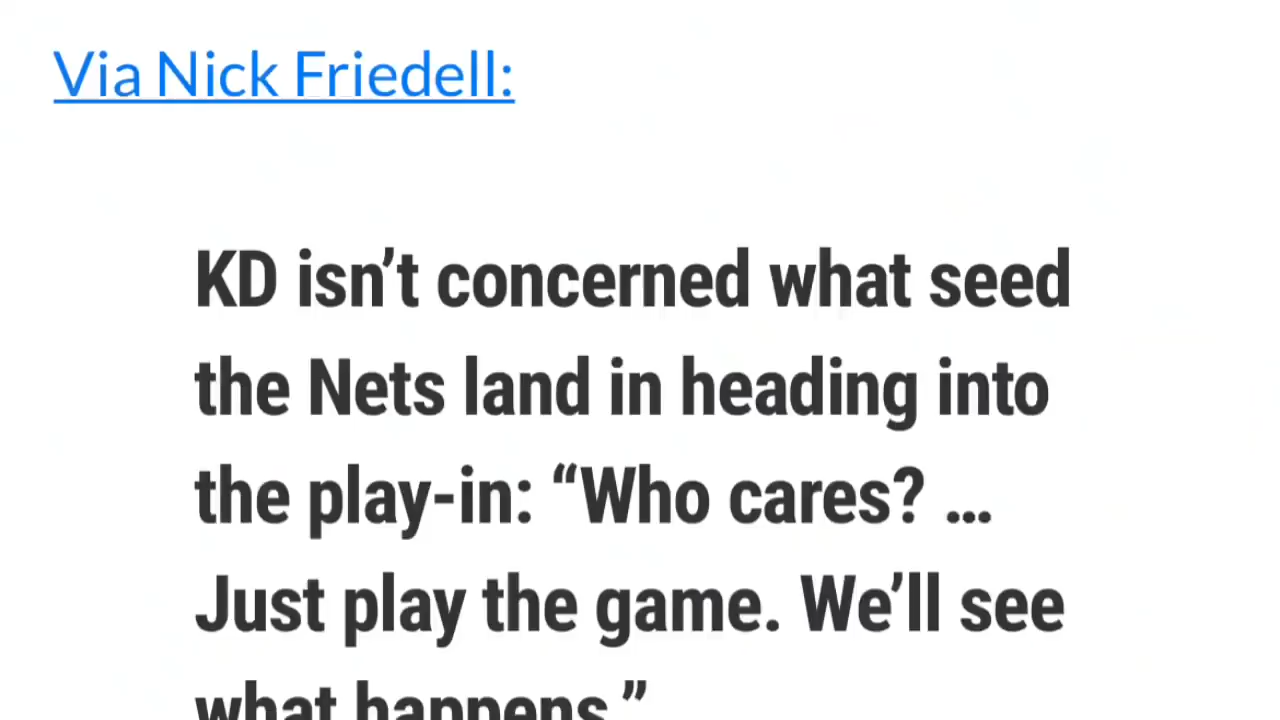 Via Nick Friedell:
KD isn’t concerned what seed
the Nets land in heading into
the play-in: “Who cares? …
Just play the game. We’ll see
what happens.”